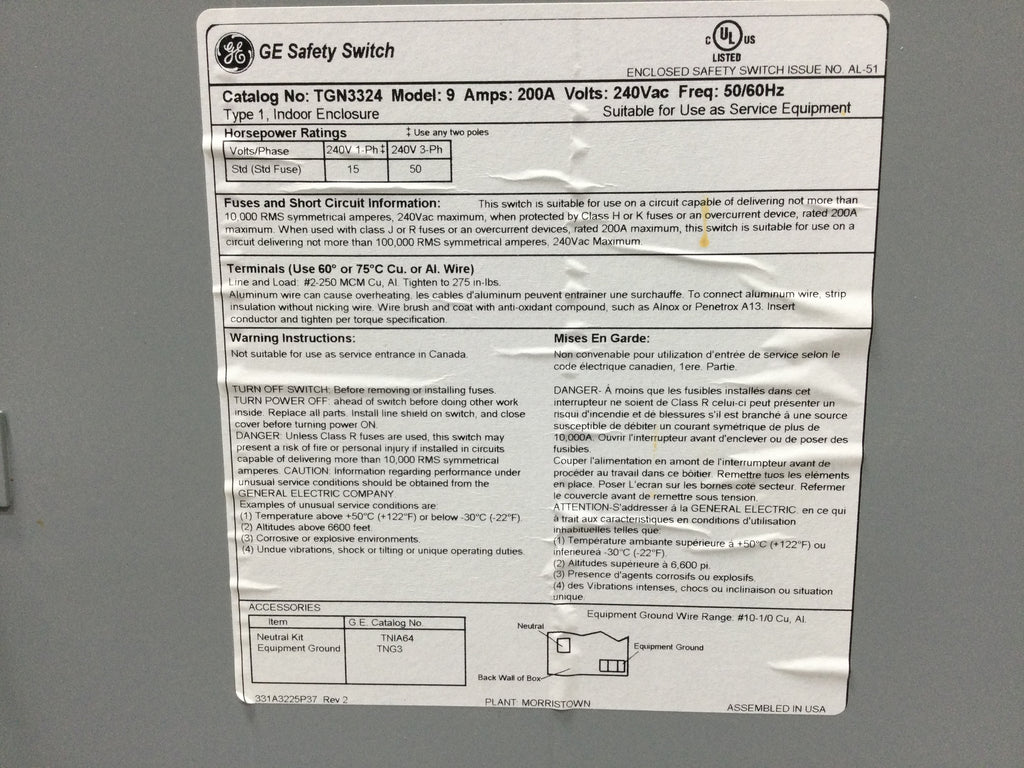 GE GE Safety Switch
C UL US
LISTED
ENCLOSED SAFETY SWITCH ISSUE NO. AL-51
Catalog No: TGN3324 Model: 9 Amps: 200A Volts: 240Vac Freq: 50/60Hz
Type 1, Indoor Enclosure Suitable for Use as Service Equipment
Horsepower Ratings ‡ Use any two poles
Volts/Phase 240V 1-Ph‡ 240V 3-Ph
Std (Std Fuse) 15 50
Fuses and Short Circuit Information: This switch is suitable for use on a circuit capable of delivering not more than
10,000 RMS symmetrical amperes, 240Vac maximum, when protected by Class H or K fuses or an overcurrent device, rated 200A
maximum. When used with class J or R fuses or an overcurrent devices, rated 200A maximum, this switch is suitable for use on a
circuit delivering not more than 100,000 RMS symmetrical amperes, 240Vac Maximum.
Terminals (Use 60° or 75°C Cu. or Al. Wire)
Line and Load: #2-250 MCM Cu, Al. Tighten to 275 in-lbs.
Aluminum wire can cause overheating, les cables d'aluminum peuvent entrainer une surchauffe. To connect aluminum wire, strip
insulation without nicking wire. Wire brush and coat with anti-oxidant compound, such as Alnox or Penetrox A13. Insert
conductor and tighten per torque specification.
Warning Instructions:
Not suitable for use as service entrance in Canada.
TURN OFF SWITCH: Before removing or installing fuses.
TURN POWER OFF: ahead of switch before doing other work
inside. Replace all parts. Install line shield on switch, and close
cover before turning power ON.
DANGER: Unless Class R fuses are used, this switch may
present a risk of fire or personal injury if installed in circuits
capable of delivering more than 10,000 RMS symmetrical
amperes. CAUTION: Information regarding performance under
unusual service conditions should be obtained from the
GENERAL ELECTRIC COMPANY
Examples of unusual service conditions are:
(1) Temperature above +50°C (+122°F) or below -30°C (-22°F).
(2) Altitudes above 6600 feet.
(3) Corrosive or explosive environments.
(4) Undue vibrations, shock or tilting or unique operating duties.
Mises En Garde:
Non convenable pour utilization d'entrée de service selon le
code électrique canadien, 1ere. Partie.
DANGER- Á moins que les fusibles installés dans cet
interrupteur ne soient de Class R celui-ci peut présenter un
risqui d'incendie et de blessures s'il est branché à une source
susceptible de débiter un courant symétrique de plus de
10,000A. Ouvrir l'interrupteur avant d'enclever ou de poser des
fusibles.
Couper l'alimentation en amont de l'interrumpteur avant de
procéder au travail dans ce bôitier. Remettre tuos les eléments
en place. Poser L'ecran sur les bornes coté secteur. Refermer
le couvercle avant de remettre sous tension.
ATTENTION-S'addresser á la GENERAL ELECTRIC. en ce qui
á trait aux caractèristiques en conditions d'utilisation
inhabituelles telles que:
(1) Température ambiante supérieure á +50°C (+122°F) ou
inferieureá -30°C (-22°F).
(2) Altitudes supérieure à 6,600 pi.
(3) Presence d'agents corrosifs ou explosifs.
(4) des Vibrations intenses, chocs ou inclinaison ou situation
unique.
ACCESSORIES
Item G.E. Catalog No.
Neutral Kit TNIA64
Equipment Ground TNG3
Equipment Ground Wire Range: #10-1/0 Cu, Al.
Neutral
Equipment Ground
Back Wall of Box
331A3225P37 Rev 2 PLANT MORRISTOWN ASSEMBLED IN USA